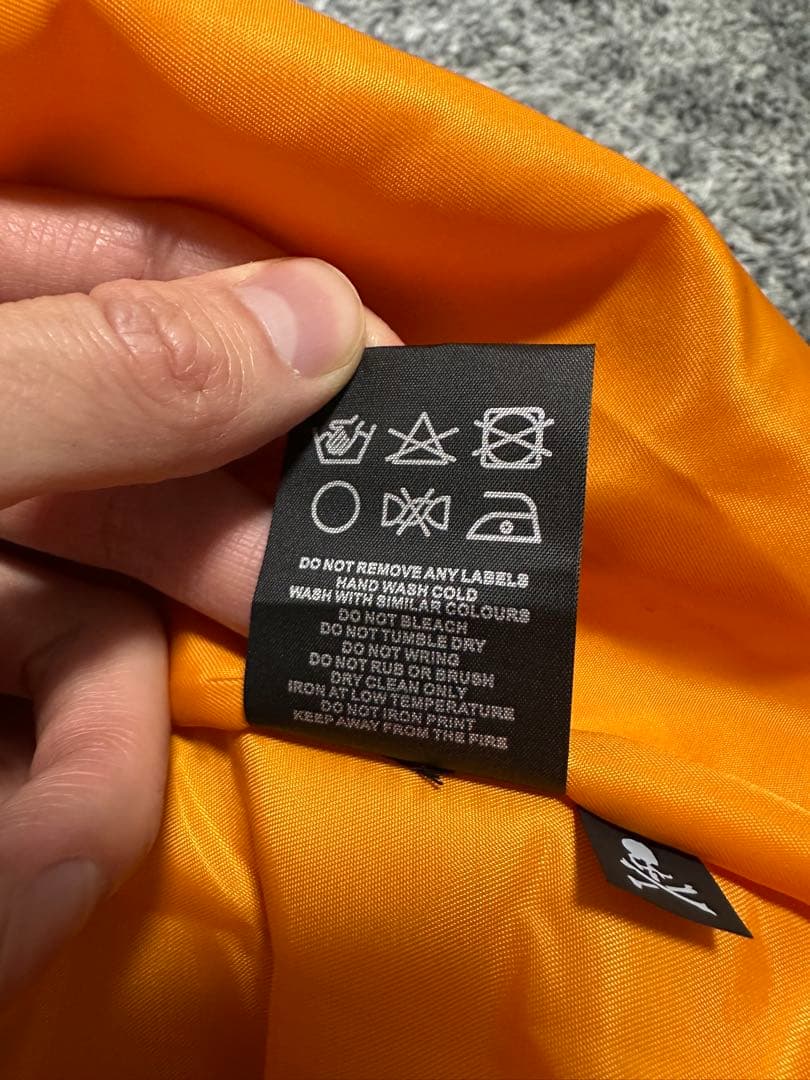 DO NOT REMOVE ANY LABELS
HAND WASH COLD
WASH WITH SIMILAR COLOURS
DO NOT BLEACH
DO NOT TUMBLE DRY
DO NOT WRING
DO NOT RUB OR BRUSH
DRY CLEAN ONLY
IRON AT LOW TEMPERATURE
DO NOT IRON PRINT
KEEP AWAY FROM THE FIRE